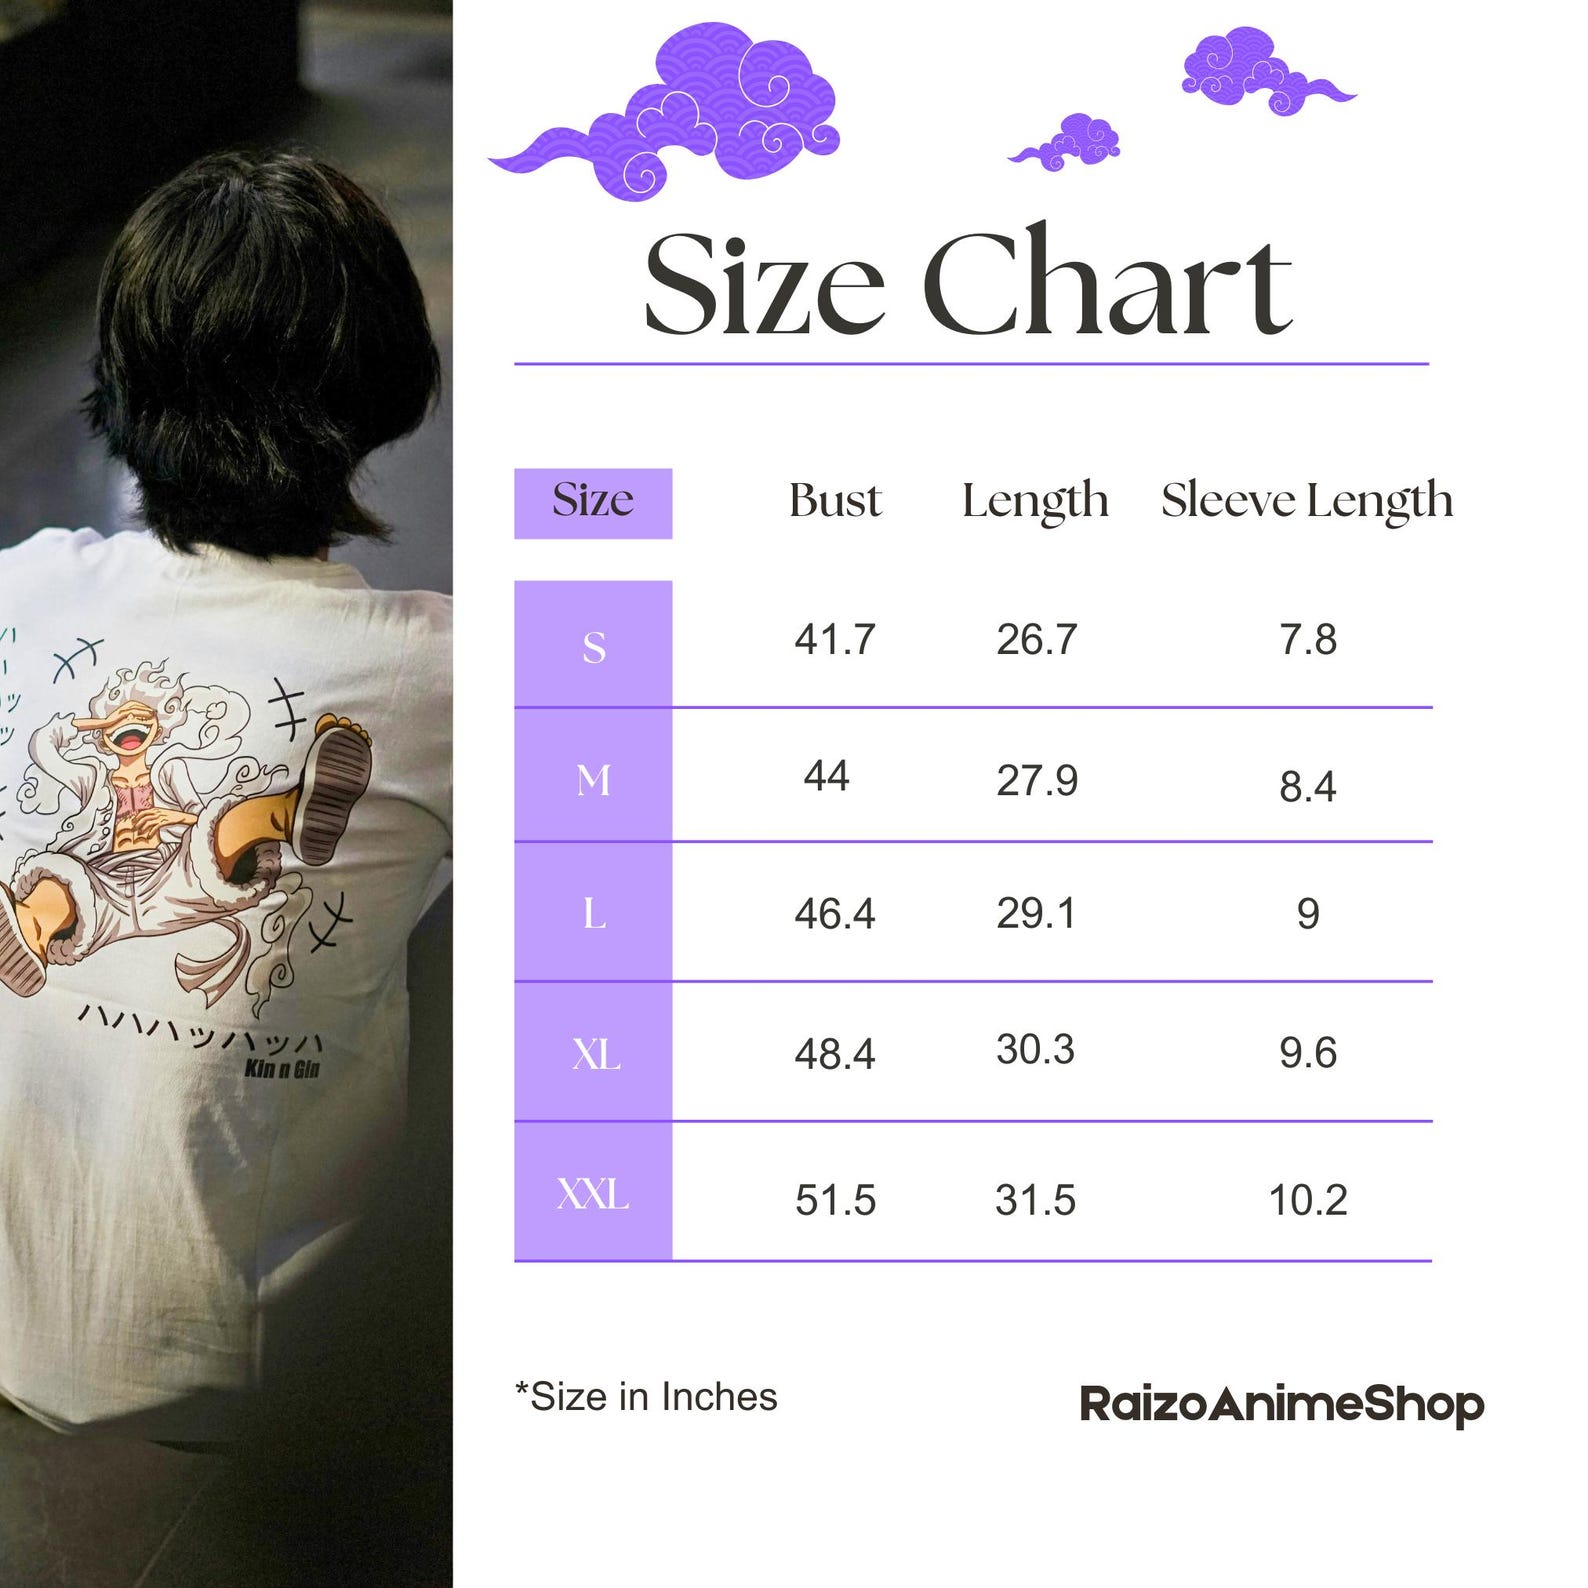 Size Chart
Size Bust Length Sleeve Length
S 41.7 26.7 7.8
M 44 27.9 8.4
L 46.4 29.1 9
XL 48.4 30.3 9.6
XXL 51.5 31.5 10.2
*Size in Inches
RaizoAnimeShop
ハハハッハッハ
Kin n Gin